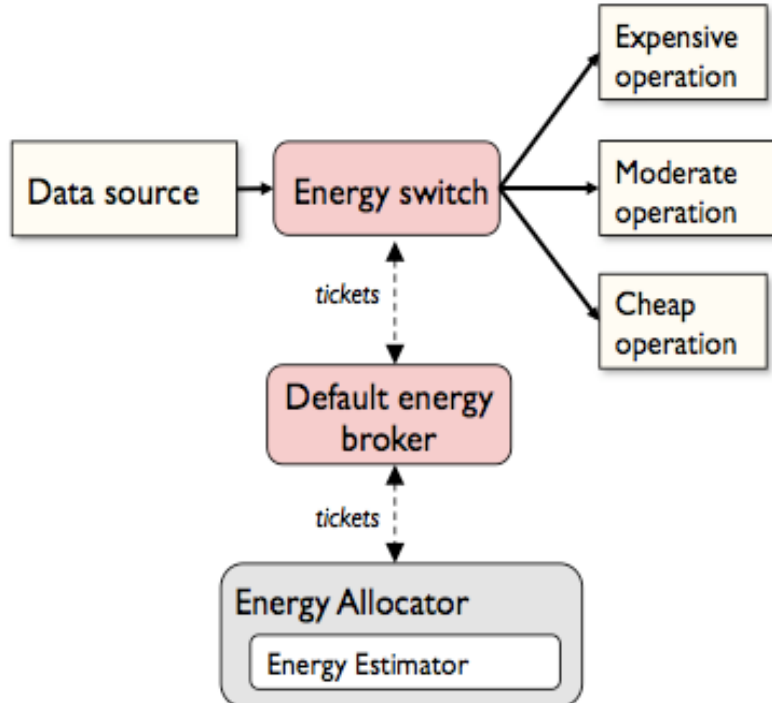 Expensive
operation
Data source
Energy switch
Moderate
operation
tickets
Cheap
operation
Default energy
broker
tickets
Energy Allocator
Energy Estimator